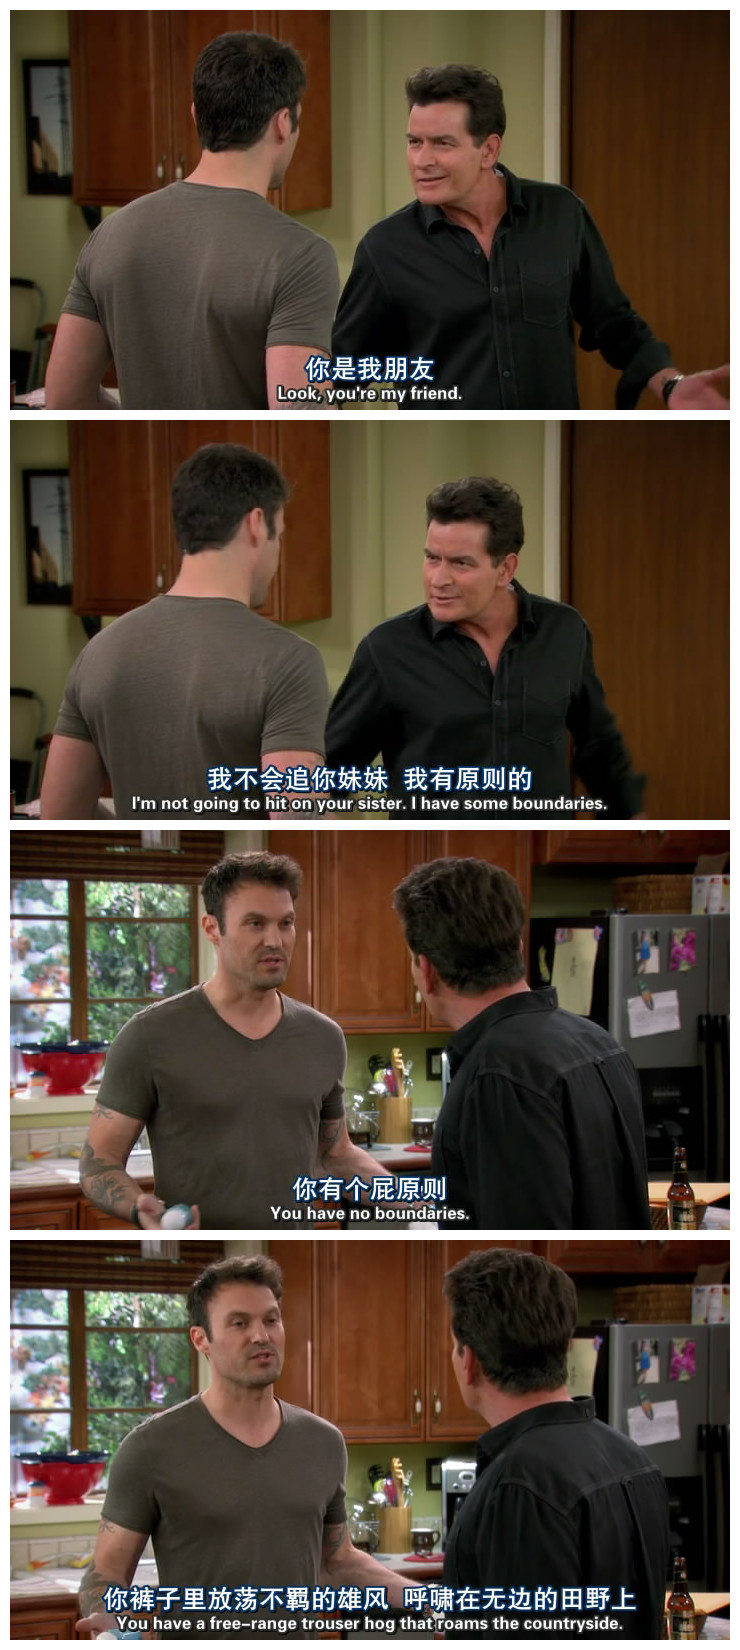 你是我朋友
Look, you're my friend.
我不会追你妹妹 我有原则的
I'm not going to hit on your sister. I have some boundaries.
你有个屁原则
You have no boundaries.
你裤子里放荡不羁的雄风 呼啸在无边的田野上
You have a free-range trouser hog that roams the countryside.